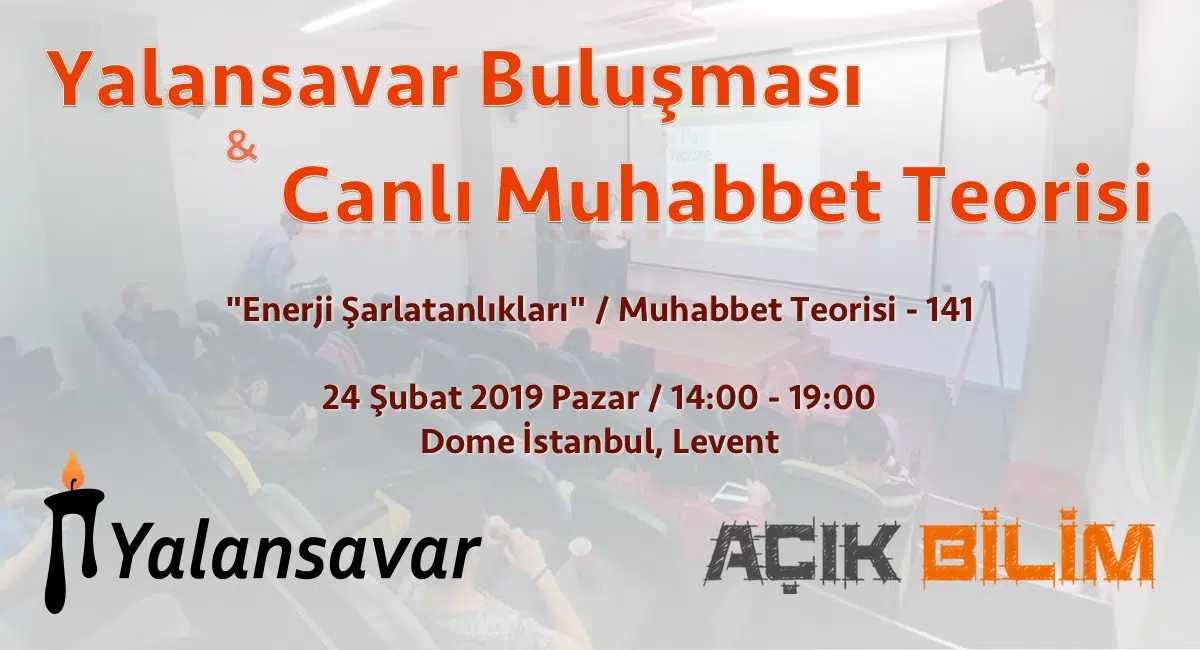 Yalansavar Buluşması
&
Canlı Muhabbet Teorisi
"Enerji Şarlatanlıkları" / Muhabbet Teorisi - 141
24 Şubat 2019 Pazar / 14:00 - 19:00
Dome İstanbul, Levent
Yalansavar
AÇIK BİLİM